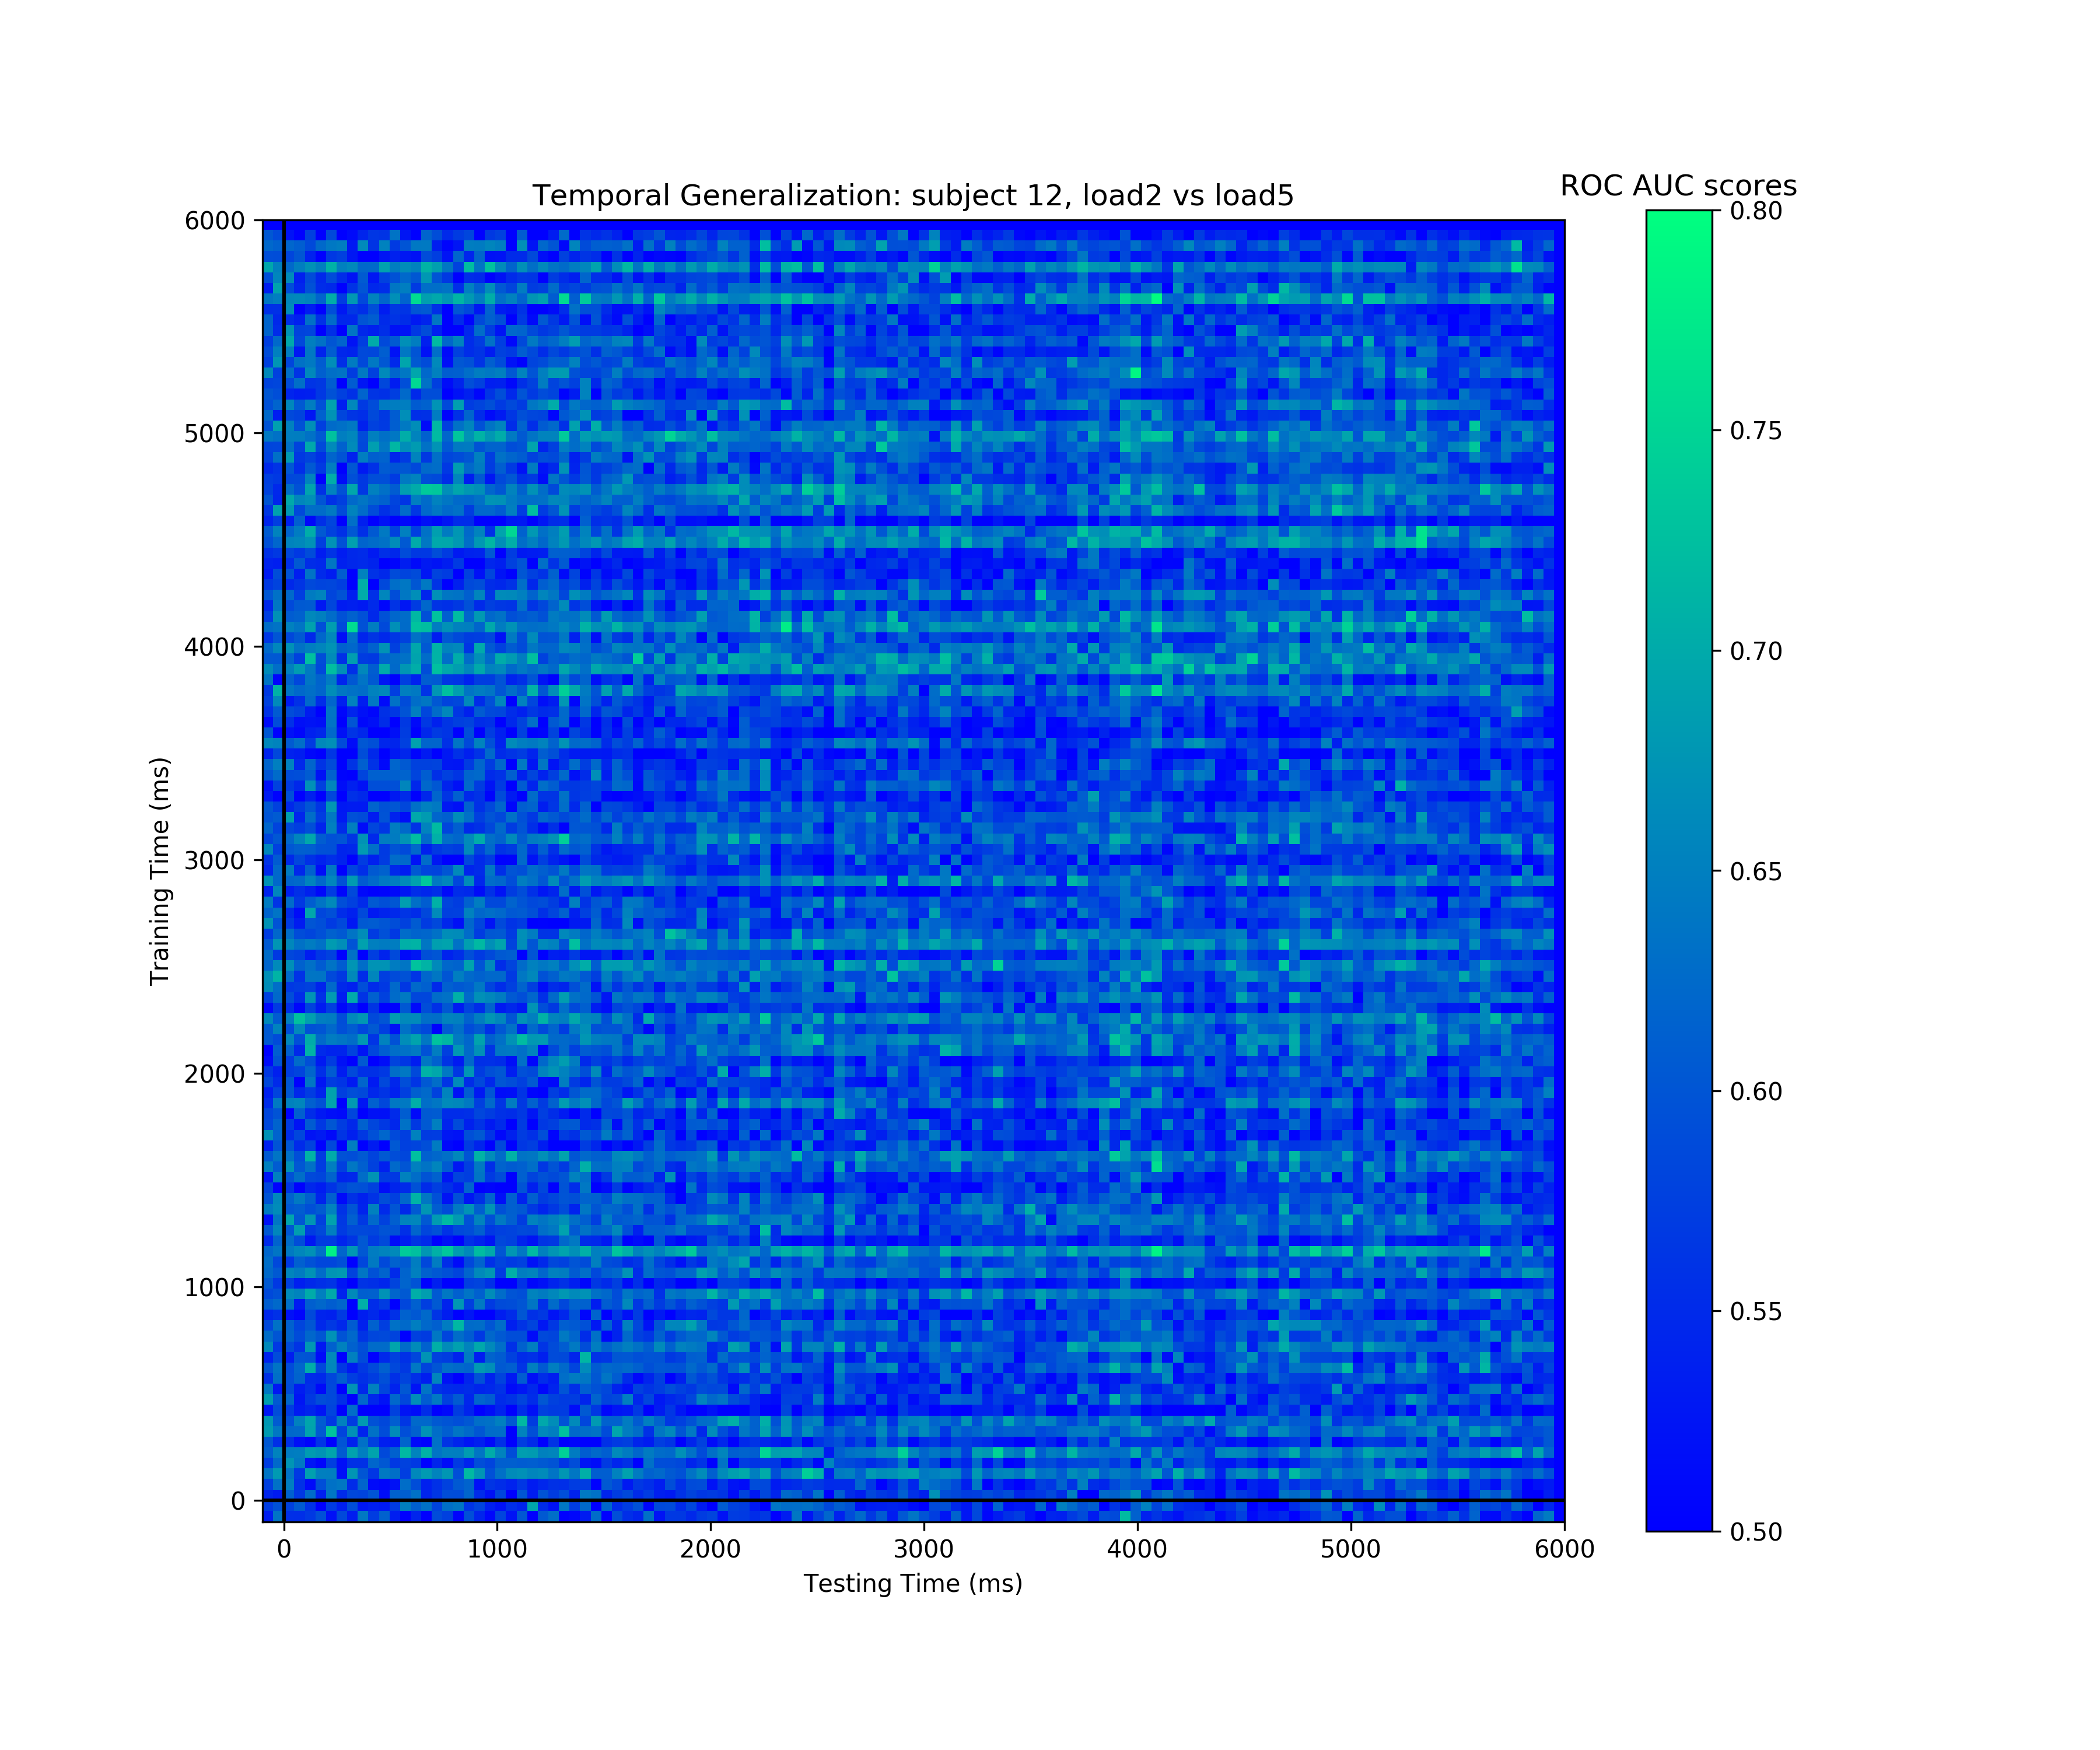 Temporal Generalization: subject 12, load2 vs load5
ROC AUC scores
6000
5000
4000
3000
2000
1000
0
Training Time (ms)
0 1000 2000 3000 4000 5000 6000
Testing Time (ms)
0.80
0.75
0.70
0.65
0.60
0.55
0.50